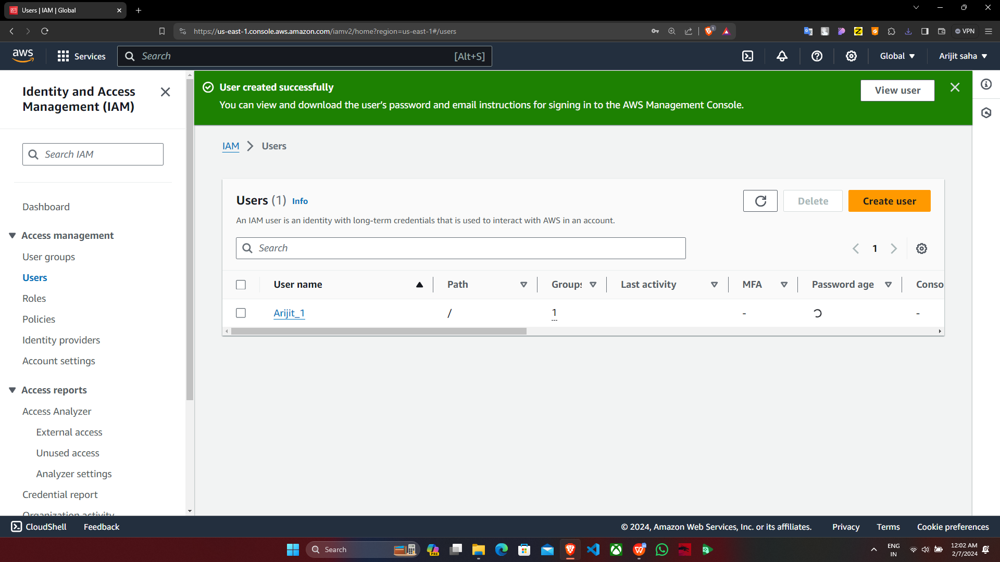 Users | IAM | Global
https://us-east-1.console.aws.amazon.com/iamv2/home?region=us-east-1#/users
1
VPN
aws
Services
Search
[Alt+S]
Global
Arijit saha
Identity and Access
Management (IAM)
Search IAM
Dashboard
Access management
User groups
Users
Roles
Policies
Identity providers
Account settings
Access reports
Access Analyzer
External access
Unused access
Analyzer settings
Credential report
Organization activity
User created successfully
You can view and download the user's password and email instructions for signing in to the AWS Management Console.
View user
IAM
Users
Users (1) Info
Delete
Create user
An IAM user is an identity with long-term credentials that is used to interact with AWS in an account.
Search
1
User name
Path
Groups
Last activity
MFA
Password age
Conso
Arijit_1
/
1
-
-
CloudShell
Feedback
© 2024, Amazon Web Services, Inc. or its affiliates.
Privacy
Terms
Cookie preferences
Search
PRE
ENG
IN
12:02 AM
2/7/2024